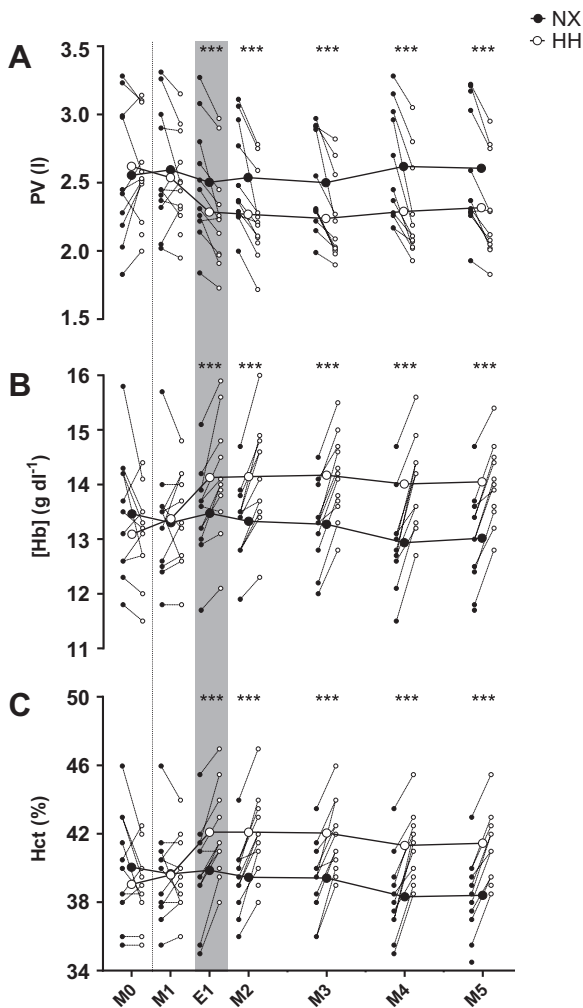 NX
HH
A
*** *** *** *** ***
3.5
3.0
2.5
2.0
1.5
PV (l)
B
*** *** *** *** ***
16
15
14
13
12
11
[Hb] (g dl⁻¹)
C
*** *** *** *** ***
50
46
42
38
34
Hct (%)
M0 M1 E1 M2 M3 M4 M5